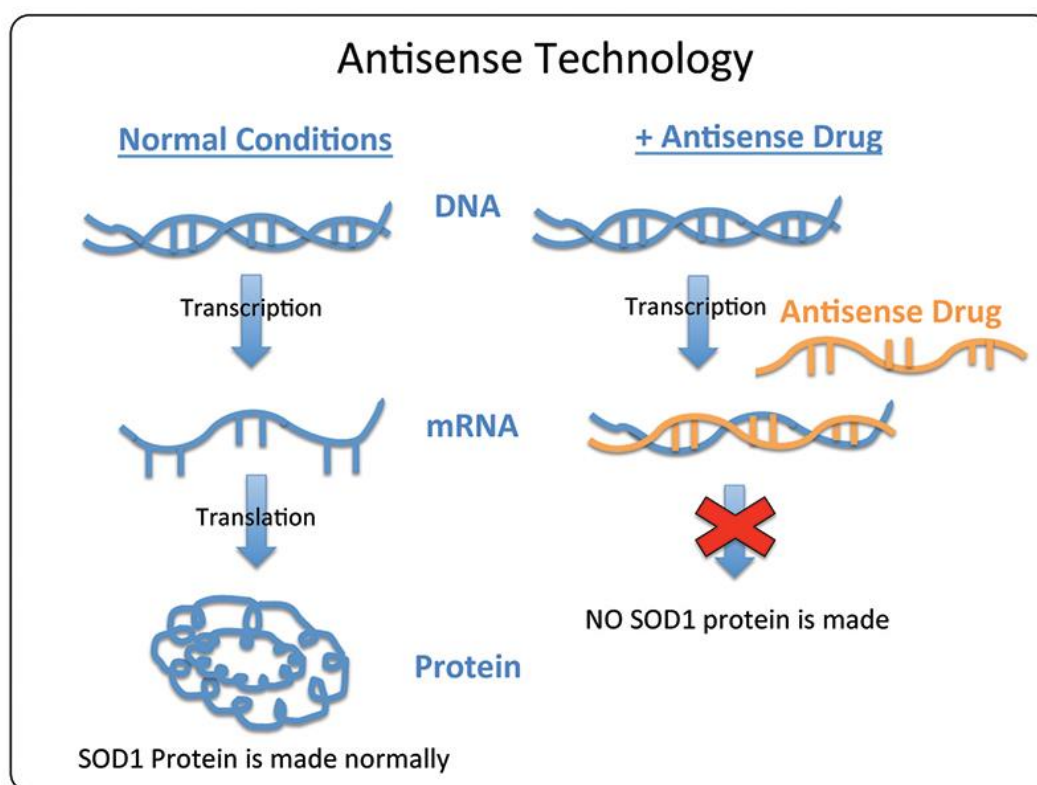 Antisense Technology
Normal Conditions
+ Antisense Drug
DNA
Transcription
Transcription
Antisense Drug
mRNA
Translation
NO SOD1 protein is made
Protein
SOD1 Protein is made normally